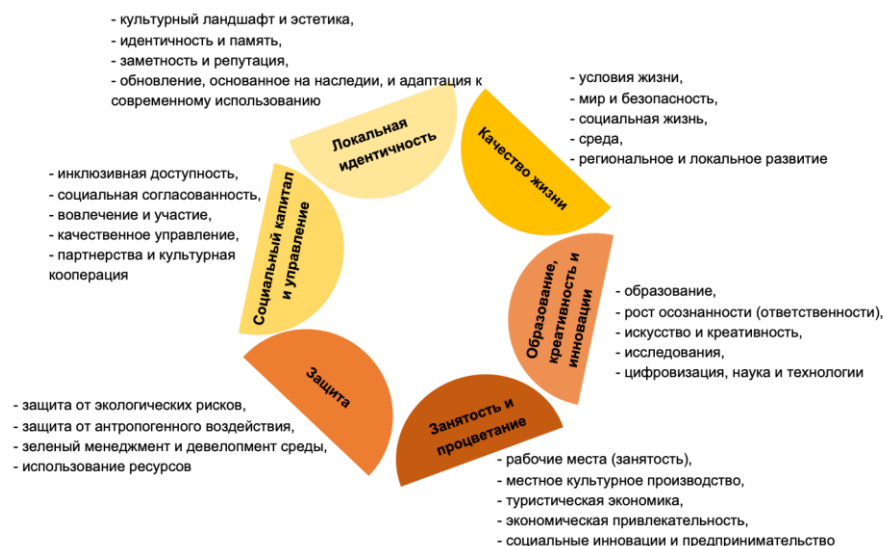 - культурный ландшафт и эстетика,
- идентичность и память,
- заметность и репутация,
- обновление, основанное на наследии, и адаптация к
современному использованию
Локальная
идентичность
- условия жизни,
- мир и безопасность,
- социальная жизнь,
- среда,
- региональное и локальное развитие
Качество жизни
- инклюзивная доступность,
- социальная согласованность,
- вовлечение и участие,
- качественное управление,
- партнерства и культурная
кооперация
Социальный капитал
и управление
Образование,
креативность и
инновации
- образование,
- рост осознанности (ответственности),
- искусство и креативность,
- исследования,
- цифровизация, наука и технологии
Защита
- защита от экологических рисков,
- защита от антропогенного воздействия,
- зеленый менеджмент и девелопмент среды,
- использование ресурсов
Занятость и
процветание
- рабочие места (занятость),
- местное культурное производство,
- туристическая экономика,
- экономическая привлекательность,
- социальные инновации и предпринимательство